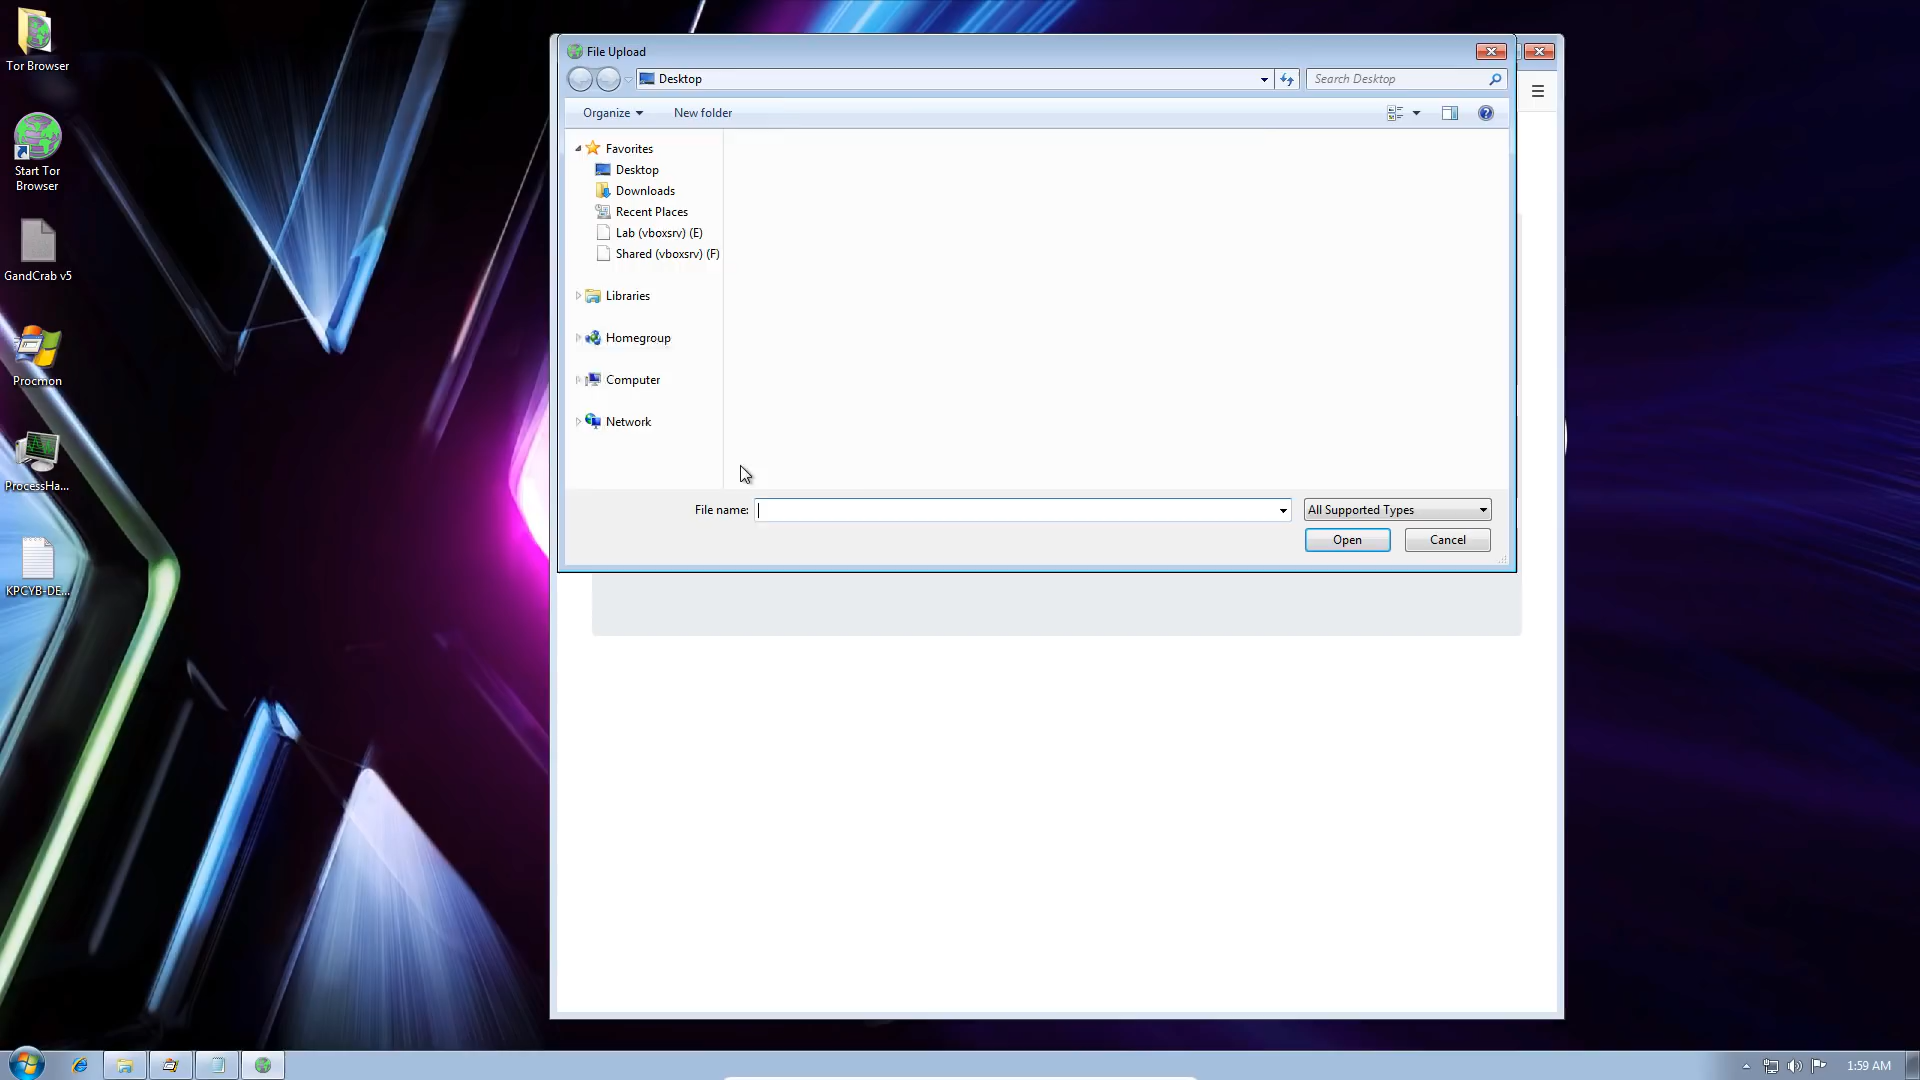 Tor Browser
Start Tor
Browser
GandCrab v5
Procmon
ProcessHa...
KPCYB-DE...
File Upload
Desktop
Search Desktop
Organize
New folder
Favorites
Desktop
Downloads
Recent Places
Lab (vboxsrv) (E)
Shared (vboxsrv) (F)
Libraries
Homegroup
Computer
Network
File name:
All Supported Types
Open
Cancel
1:59 AM